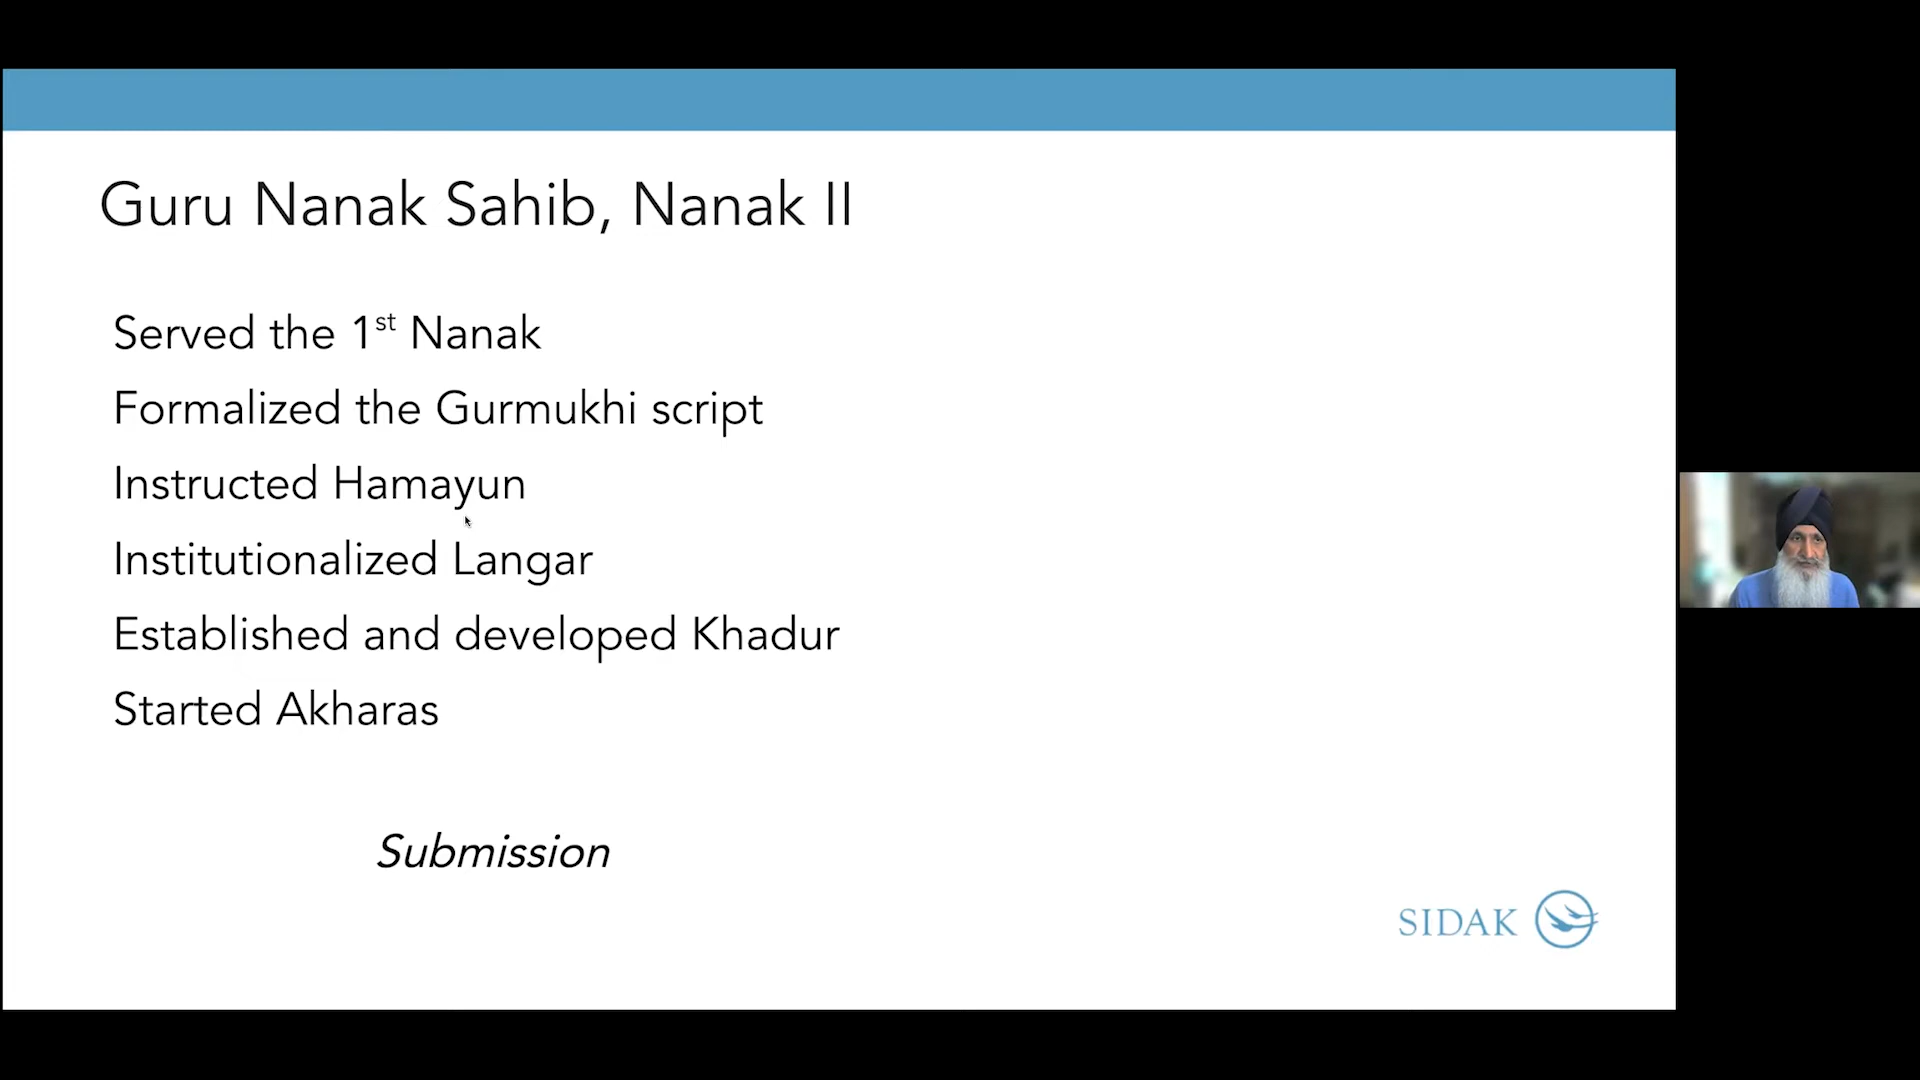 Guru Nanak Sahib, Nanak II
Served the 1st Nanak
Formalized the Gurmukhi script
Instructed Hamayun
Institutionalized Langar
Established and developed Khadur
Started Akharas
Submission
SIDAK